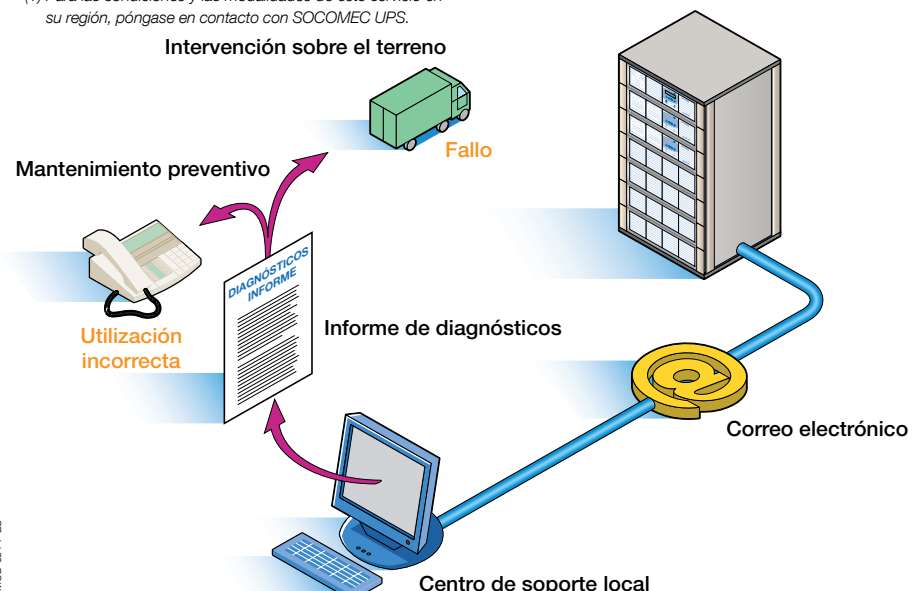 su región, póngase en contacto con SOCOMEC UPS.
Intervención sobre el terreno
Fallo
Mantenimiento preventivo
DIAGNÓSTICOS
INFORME
Utilización
incorrecta
Informe de diagnósticos
Correo electrónico
Centro de soporte local